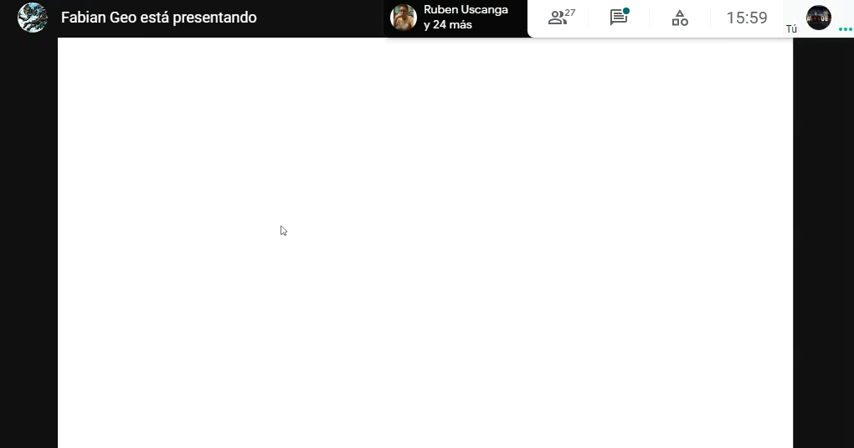 Fabian Geo está presentando
Ruben Uscanga
y 24 más
27
15:59
Tú